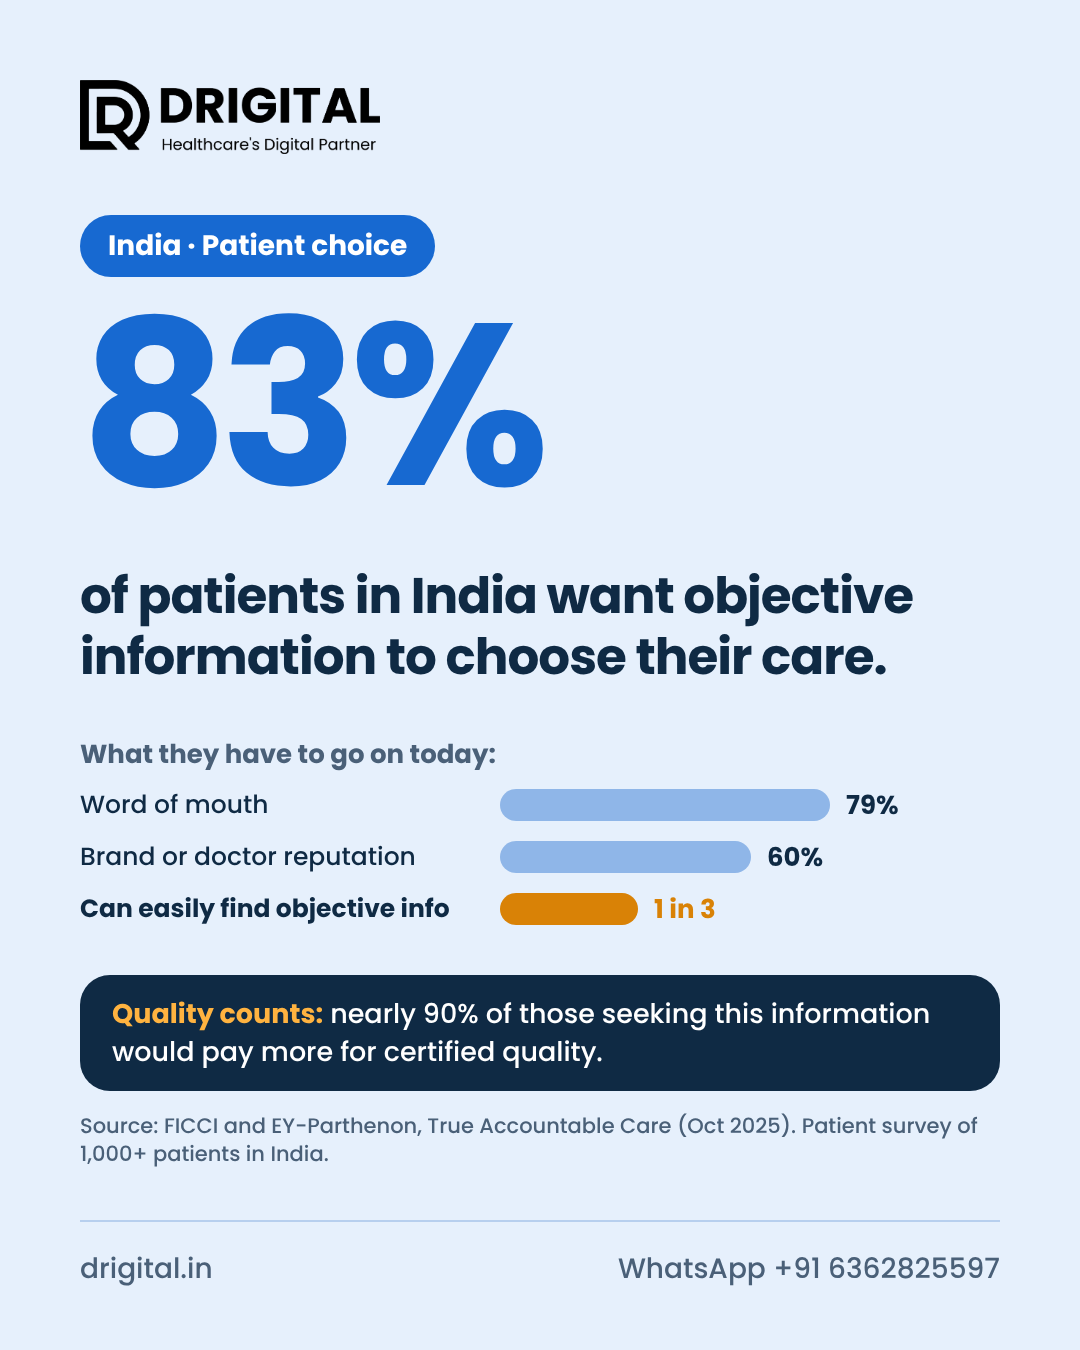 DRIGITAL
Healthcare's Digital Partner
India · Patient choice
83%
of patients in India want objective
information to choose their care.
What they have to go on today:
Word of mouth 79%
Brand or doctor reputation 60%
Can easily find objective info 1 in 3
Quality counts: nearly 90% of those seeking this information
would pay more for certified quality.
Source: FICCI and EY-Parthenon, True Accountable Care (Oct 2025). Patient survey of
1,000+ patients in India.
drigital.in WhatsApp +91 6362825597